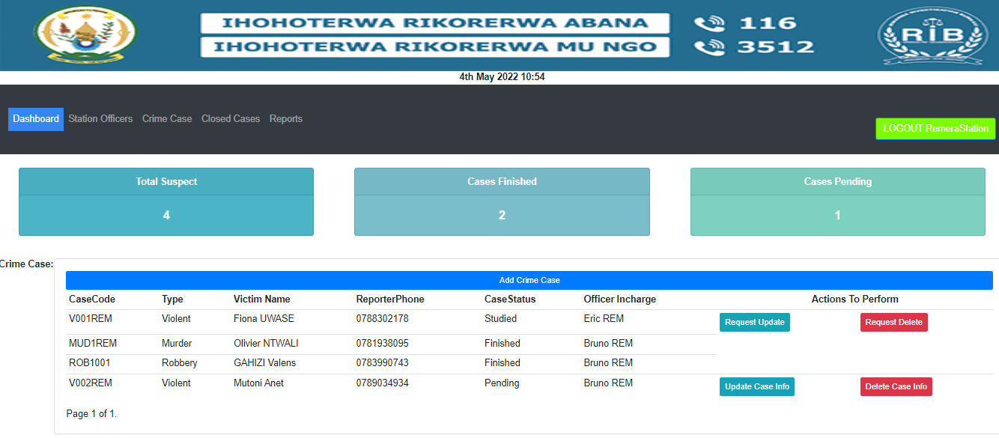 IHOHOTERWA RIKORERWA ABANA 116
IHOHOTERWA RIKORERWA MU NGO 3512
RIB
4th May 2022 10:54
Dashboard Station Officers Crime Case Closed Cases Reports
LOGOUT RemeraStation
Total Suspect Cases Finished Cases Pending
4 2 1
Crime Case:
Add Crime Case
CaseCode Type Victim Name ReporterPhone CaseStatus Officer Incharge Actions To Perform
V001REM Violent Fiona UWASE 0788302178 Studied Eric REM Request Update Request Delete
MUD1REM Murder Olivier NTWALI 0781938095 Finished Bruno REM
ROB1001 Robbery GAHIZI Valens 0783990743 Finished Bruno REM
V002REM Violent Mutoni Anet 0789034934 Pending Bruno REM Update Case Info Delete Case Info
Page 1 of 1.